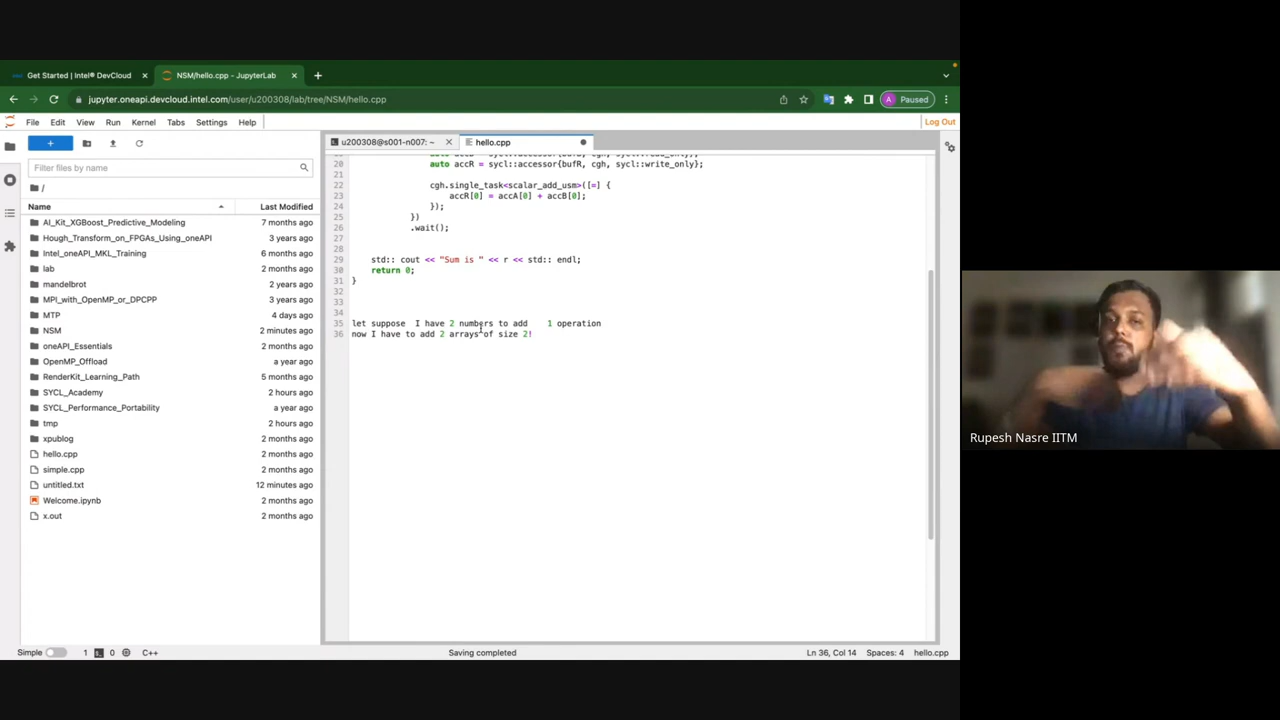 Get Started | Intel® DevCloud
NSM/hello.cpp - JupyterLab
jupyter.oneapi.devcloud.intel.com/user/u200308/lab/tree/NSM/hello.cpp
A Paused
File Edit View Run Kernel Tabs Settings Help
Log Out
u200308@s001-n007: ~
hello.cpp
Filter files by name
/
Name Last Modified
AI_Kit_XGBoost_Predictive_Modeling 7 months ago
Hough_Transform_on_FPGAs_Using_oneAPI 3 years ago
Intel_oneAPI_MKL_Training 6 months ago
lab 2 months ago
mandelbrot 2 years ago
MPI_with_OpenMP_or_DPCPP 3 years ago
MTP 4 days ago
NSM 2 minutes ago
oneAPI_Essentials 2 months ago
OpenMP_Offload a year ago
RenderKit_Learning_Path 5 months ago
SYCL_Academy 2 hours ago
SYCL_Performance_Portability a year ago
tmp 2 hours ago
xpublog 2 months ago
hello.cpp 2 months ago
simple.cpp 2 months ago
untitled.txt 12 minutes ago
Welcome.ipynb 2 months ago
x.out 2 months ago
20 auto accR = sycl::accessor{bufR, cgh, sycl::write_only};
21
22 cgh.single_task<scalar_add_usm>([=] {
23 accR[0] = accA[0] + accB[0];
24 });
25 })
26 .wait();
27
28
29 std:: cout << "Sum is " << r << std:: endl;
30 return 0;
31 }
32
33
34
35 let suppose I have 2 numbers to add 1 operation
36 now I have to add 2 arrays of size 2!
Rupesh Nasre IITM
Simple 1 0 C++
Saving completed
Ln 36, Col 14 Spaces: 4 hello.cpp